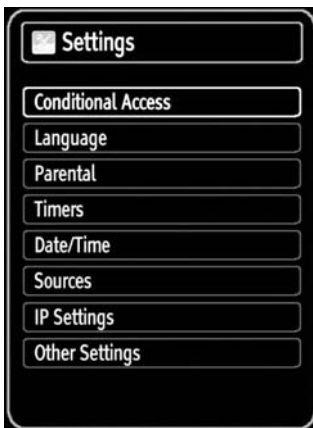 Settings
Conditional Access
Language
Parental
Timers
Date/Time
Sources
IP Settings
Other Settings